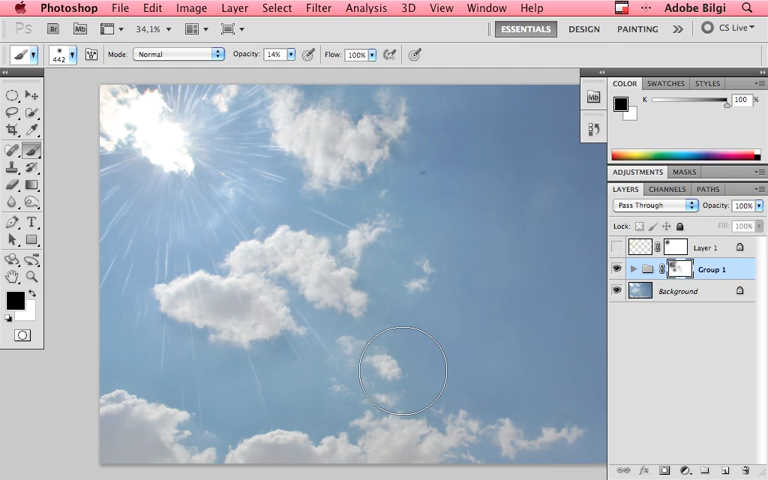 Photoshop File Edit Image Layer Select Filter Analysis 3D View Window Help Adobe Bilgi
Ps Br Mb 34,1% ESSENTIALS DESIGN PAINTING CS Live
442 Mode: Normal Opacity: 14% Flow: 100%
Mb
COLOR SWATCHES STYLES
K 100 %
ADJUSTMENTS MASKS
LAYERS CHANNELS PATHS
Pass Through Opacity: 100%
Lock: Fill: 100%
Layer 1
Group 1
Background
T
fx